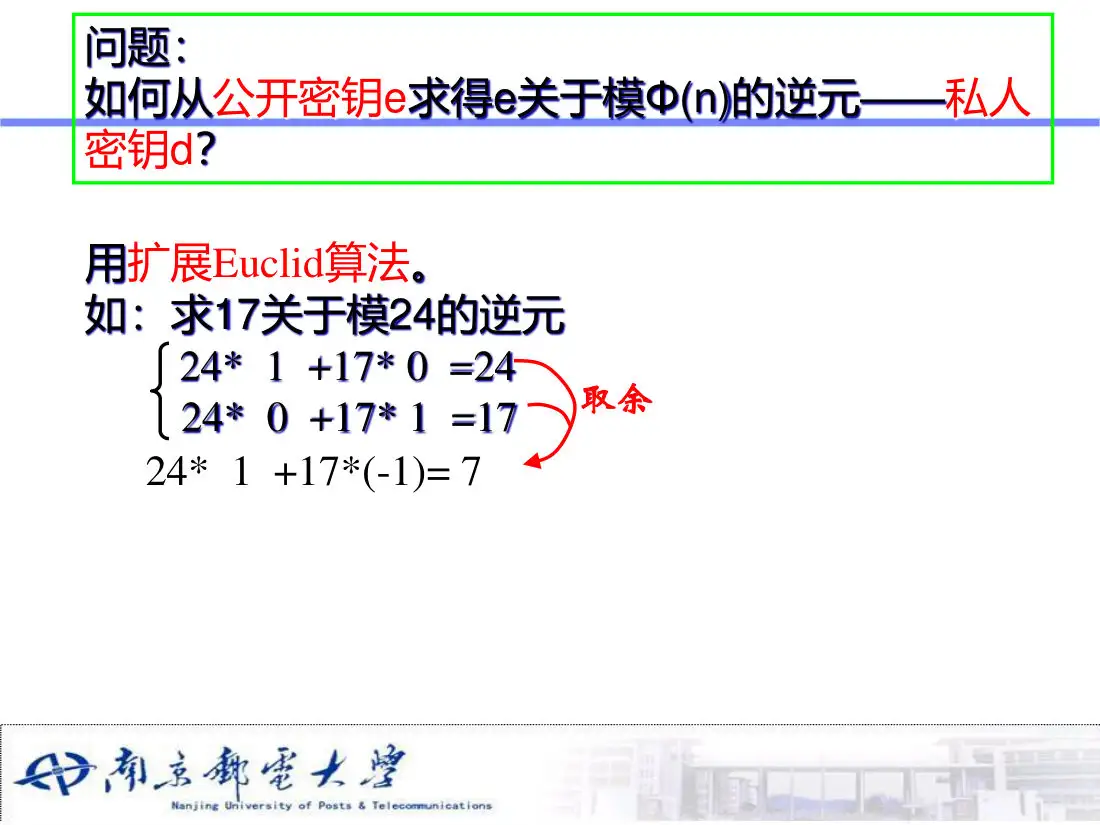 问题：
如何从公开密钥e求得e关于模Φ(n)的逆元——私人
密钥d？
用扩展Euclid算法。
如：求17关于模24的逆元
24* 1 +17* 0 =24
24* 0 +17* 1 =17
取余
24* 1 +17*(-1)= 7
南京郵電大學
Nanjing University of Posts & Telecommunications